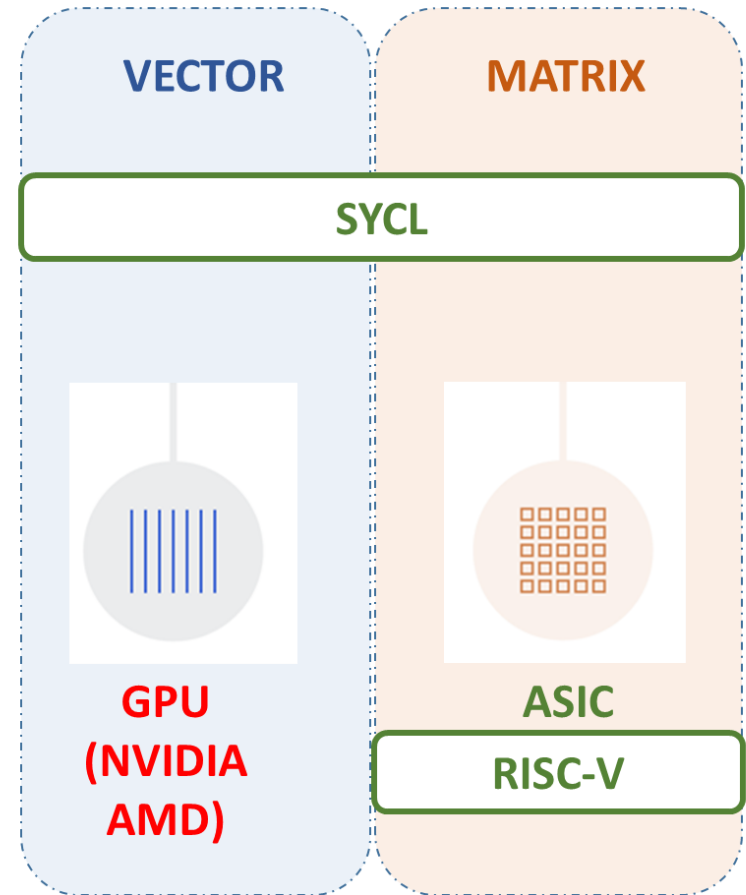 VECTOR
MATRIX
SYCL
GPU
(NVIDIA
AMD)
ASIC
RISC-V